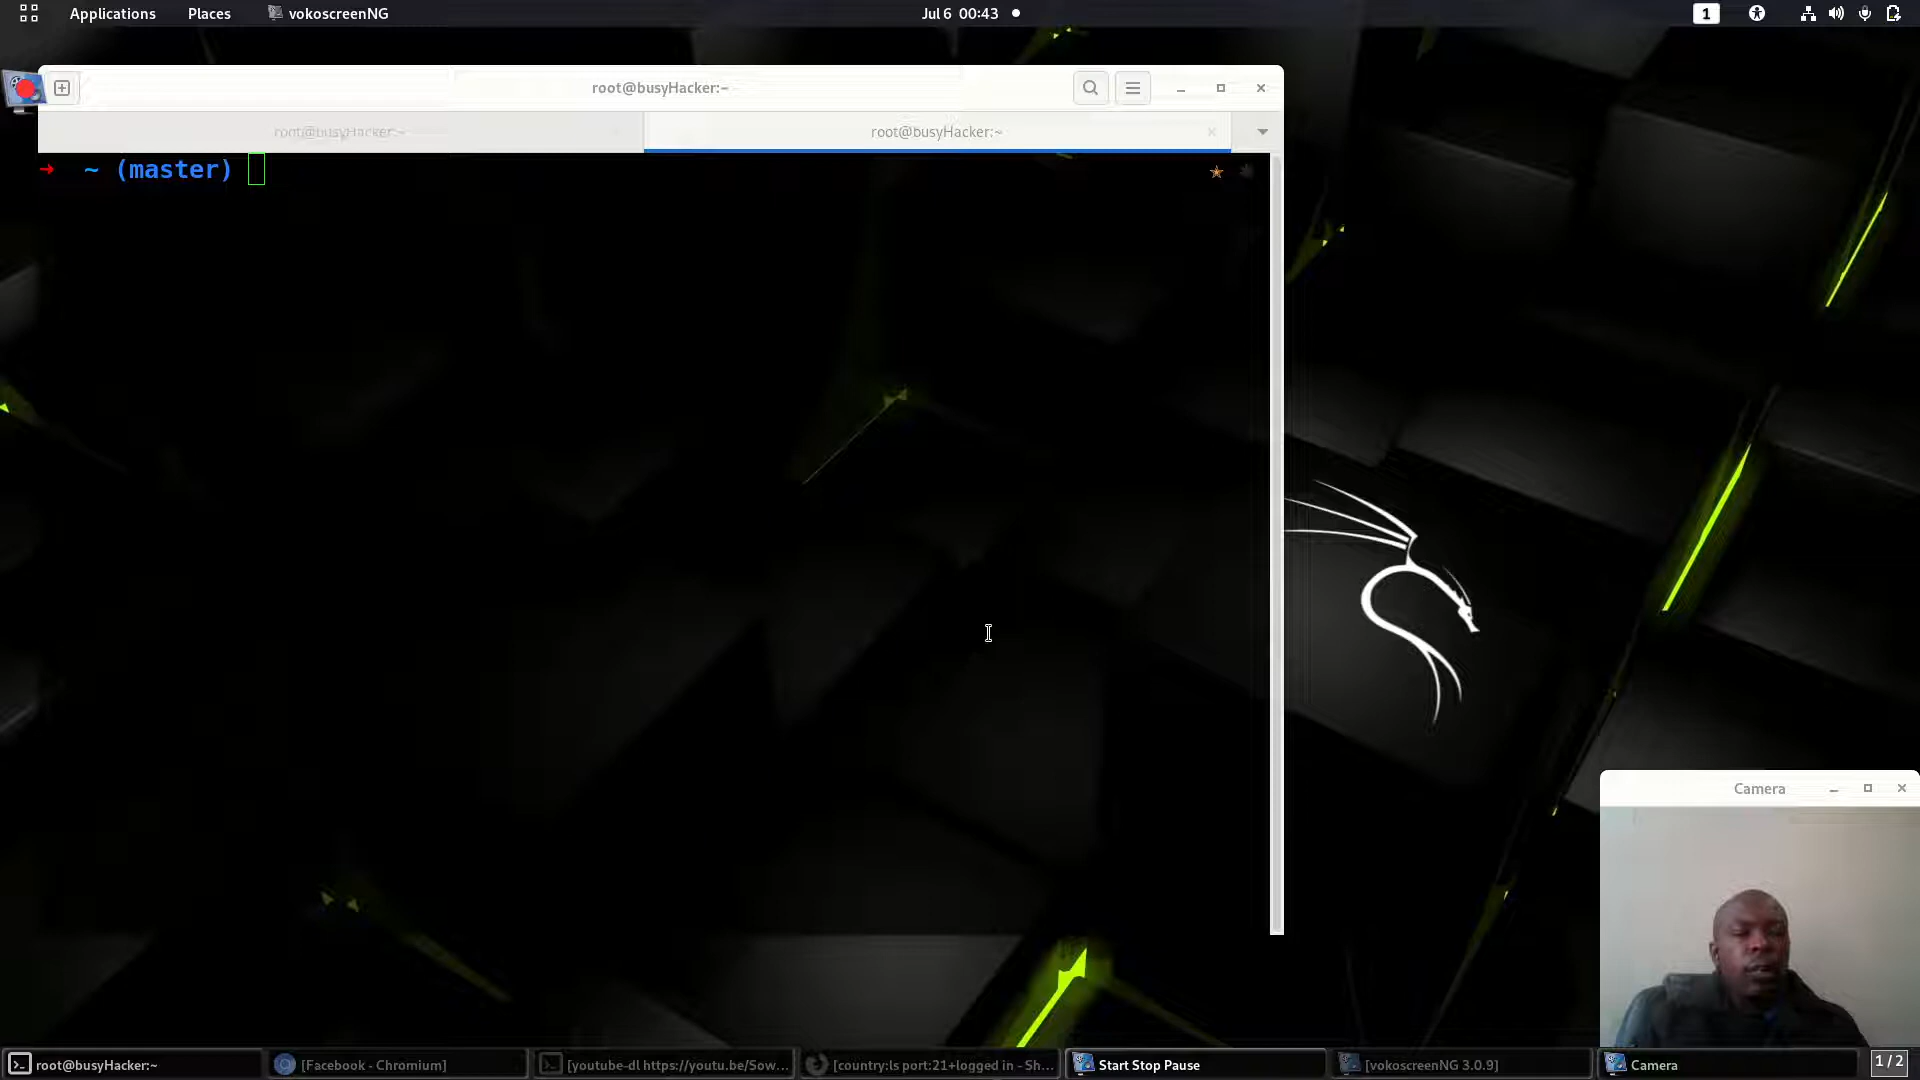 Applications Places vokoscreenNG Jul 6 00:43 1
root@busyHacker:~
root@busyHacker:~ root@busyHacker:~
→ ~ (master)
Camera
root@busyHacker:~ [Facebook - Chromium] [youtube-dl https://youtu.be/Sow... [country:ls port:21+logged in - Sh... Start Stop Pause [vokoscreenNG 3.0.9] Camera 1 / 2